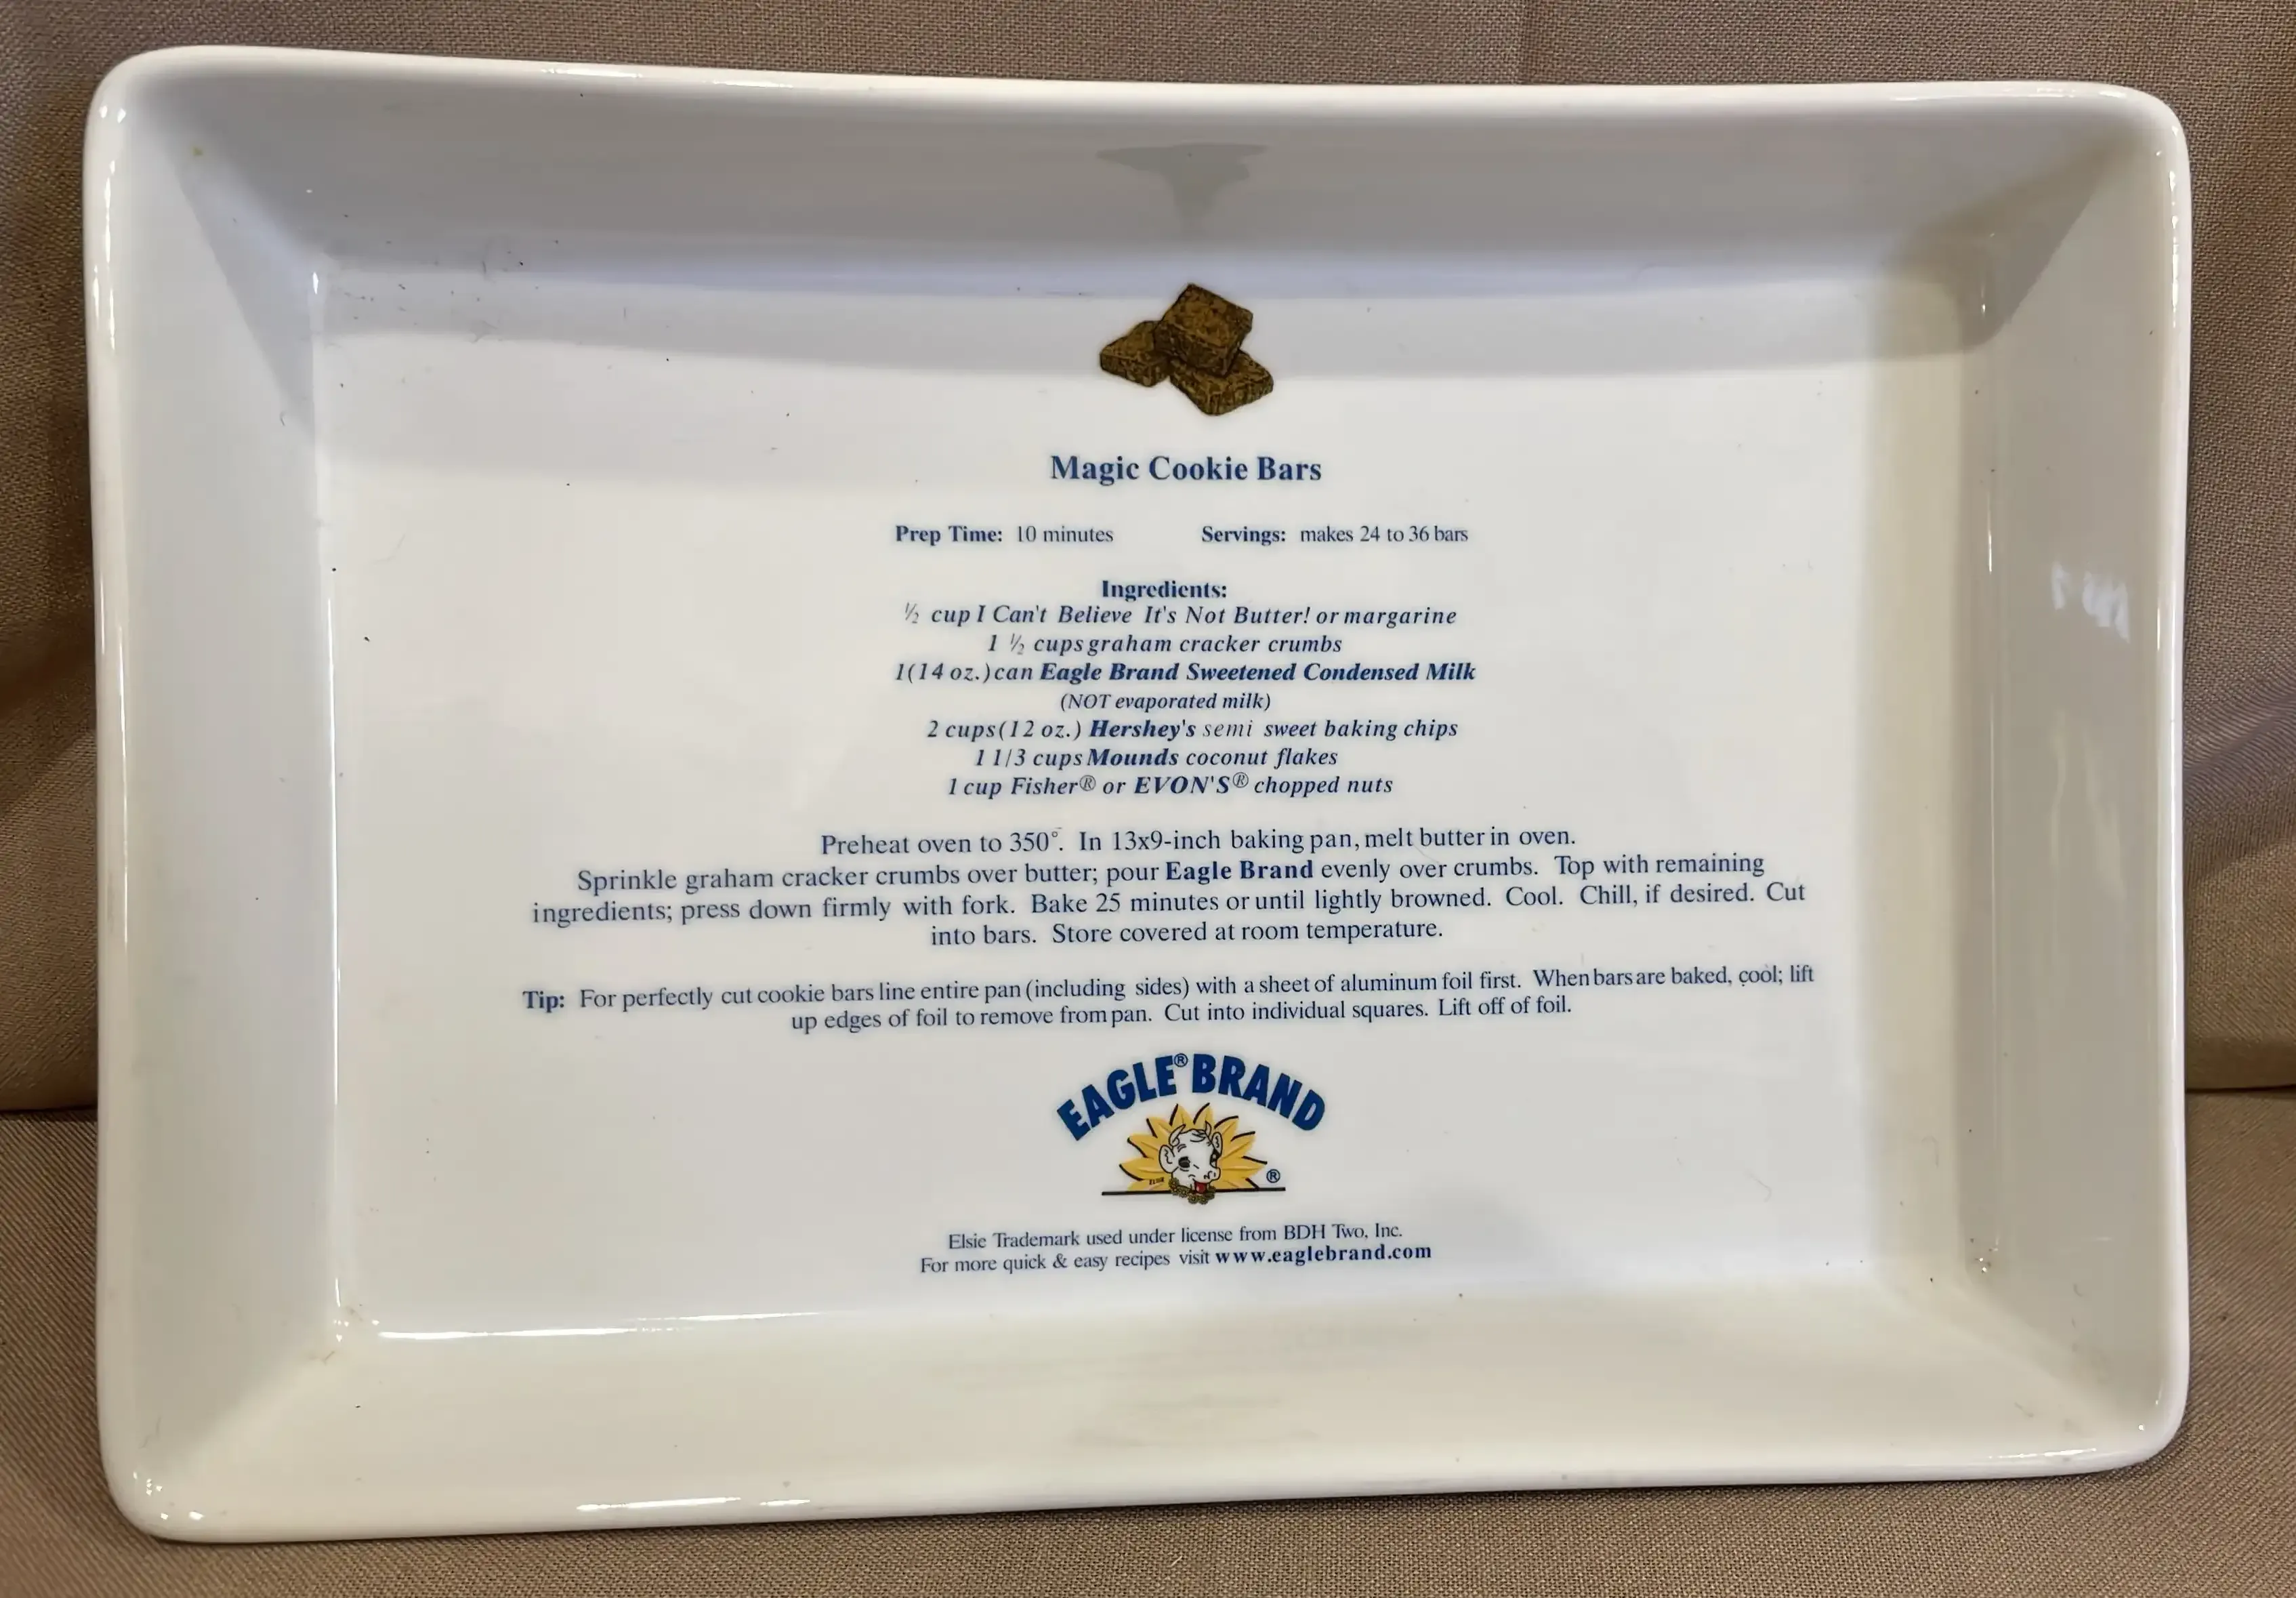 Magic Cookie Bars
Prep Time: 10 minutes Servings: makes 24 to 36 bars
Ingredients:
½ cup I Can't Believe It's Not Butter! or margarine
1 ½ cups graham cracker crumbs
1(14 oz.) can Eagle Brand Sweetened Condensed Milk
(NOT evaporated milk)
2 cups (12 oz.) Hershey's semi sweet baking chips
1 1/3 cups Mounds coconut flakes
1 cup Fisher® or EVON'S® chopped nuts
Preheat oven to 350°. In 13x9-inch baking pan, melt butter in oven.
Sprinkle graham cracker crumbs over butter; pour Eagle Brand evenly over crumbs. Top with remaining
ingredients; press down firmly with fork. Bake 25 minutes or until lightly browned. Cool. Chill, if desired. Cut
into bars. Store covered at room temperature.
Tip: For perfectly cut cookie bars line entire pan (including sides) with a sheet of aluminum foil first. When bars are baked, cool; lift
up edges of foil to remove from pan. Cut into individual squares. Lift off of foil.
EAGLE® BRAND
ELSIE
®
Elsie Trademark used under license from BDH Two, Inc.
For more quick & easy recipes visit www.eaglebrand.com